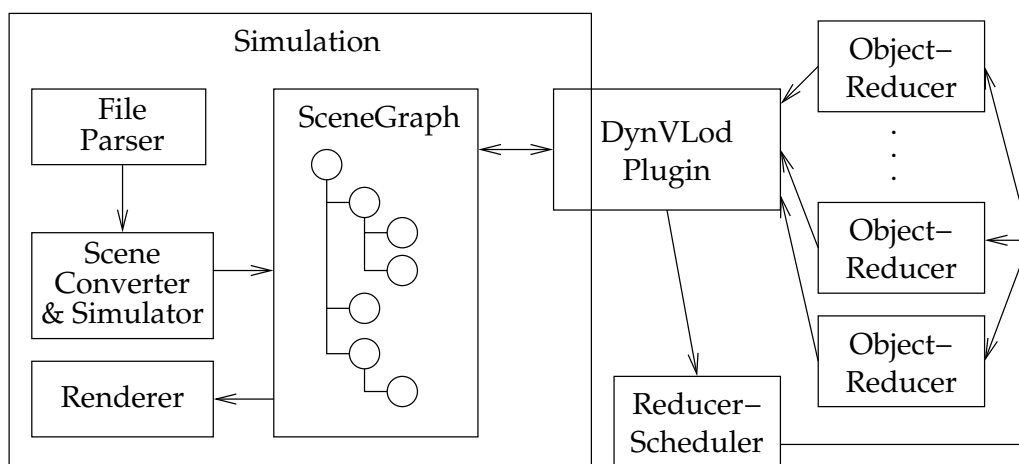 Simulation
File
Parser
Scene
Converter
& Simulator
Renderer
SceneGraph
DynVLod
Plugin
Object–
Reducer
Object–
Reducer
Object–
Reducer
Reducer–
Scheduler